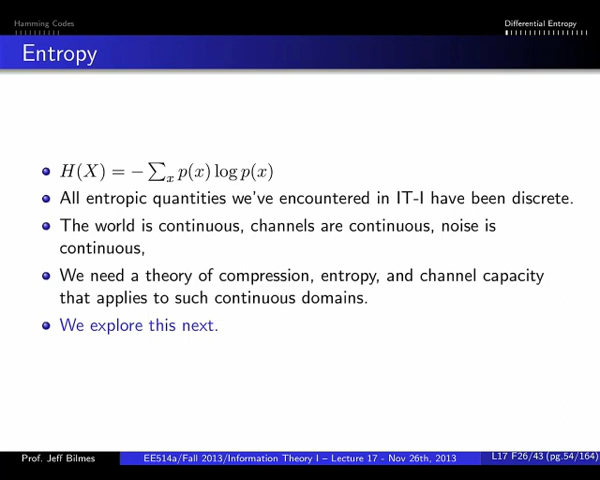 Hamming Codes
Differential Entropy
Entropy
H(X) = − ∑ₓ p(x) log p(x)
All entropic quantities we've encountered in IT-I have been discrete.
The world is continuous, channels are continuous, noise is
continuous,
We need a theory of compression, entropy, and channel capacity
that applies to such continuous domains.
We explore this next.
Prof. Jeff Bilmes
EE514a/Fall 2013/Information Theory I – Lecture 17 - Nov 26th, 2013
L17 F26/43 (pg.54/164)